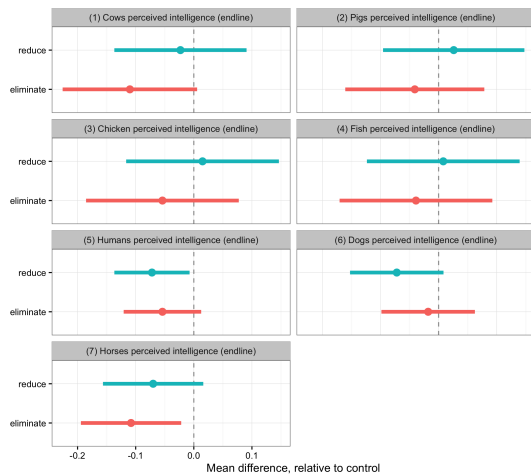 (1) Cows perceived intelligence (endline)
(2) Pigs perceived intelligence (endline)
reduce
eliminate
(3) Chicken perceived intelligence (endline)
(4) Fish perceived intelligence (endline)
reduce
eliminate
(5) Humans perceived intelligence (endline)
(6) Dogs perceived intelligence (endline)
reduce
eliminate
(7) Horses perceived intelligence (endline)
reduce
eliminate
-0.2 -0.1 0.0 0.1
Mean difference, relative to control